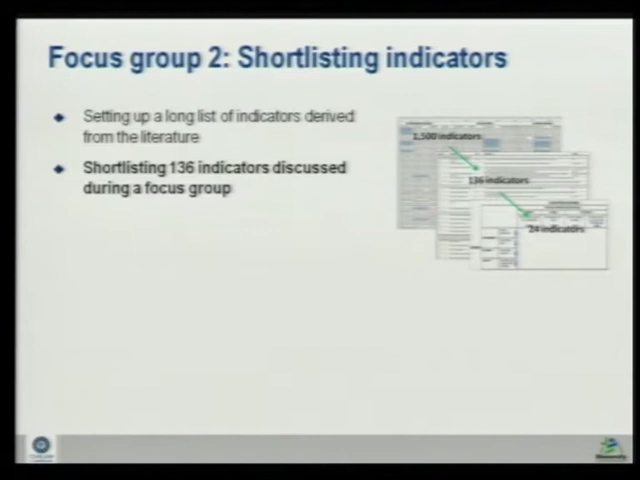 Focus group 2: Shortlisting indicators
Setting up a long list of indicators derived
from the literature
Shortlisting 136 indicators discussed
during a focus group
1,500 indicators
136 indicators
24 indicators